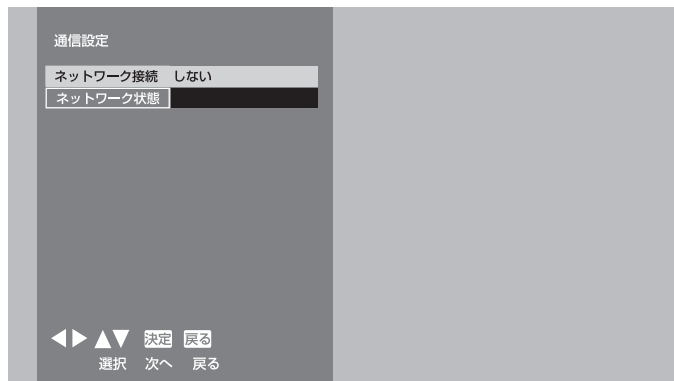 通信設定
ネットワーク接続 しない
ネットワーク状態
決定 戻る
選択 次へ 戻る